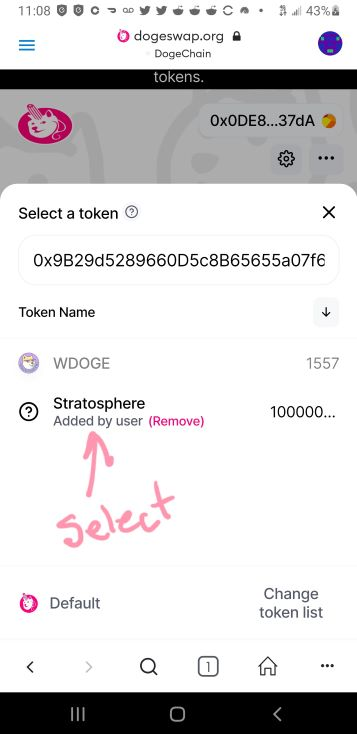 11:08
43%
dogeswap.org
DogeChain
tokens.
0x0DE8...37dA
Select a token
0x9B29d5289660D5c8B65655a07f6
Token Name
WDOGE 1557
Stratosphere
Added by user (Remove)
100000...
Select
Default
Change
token list
1